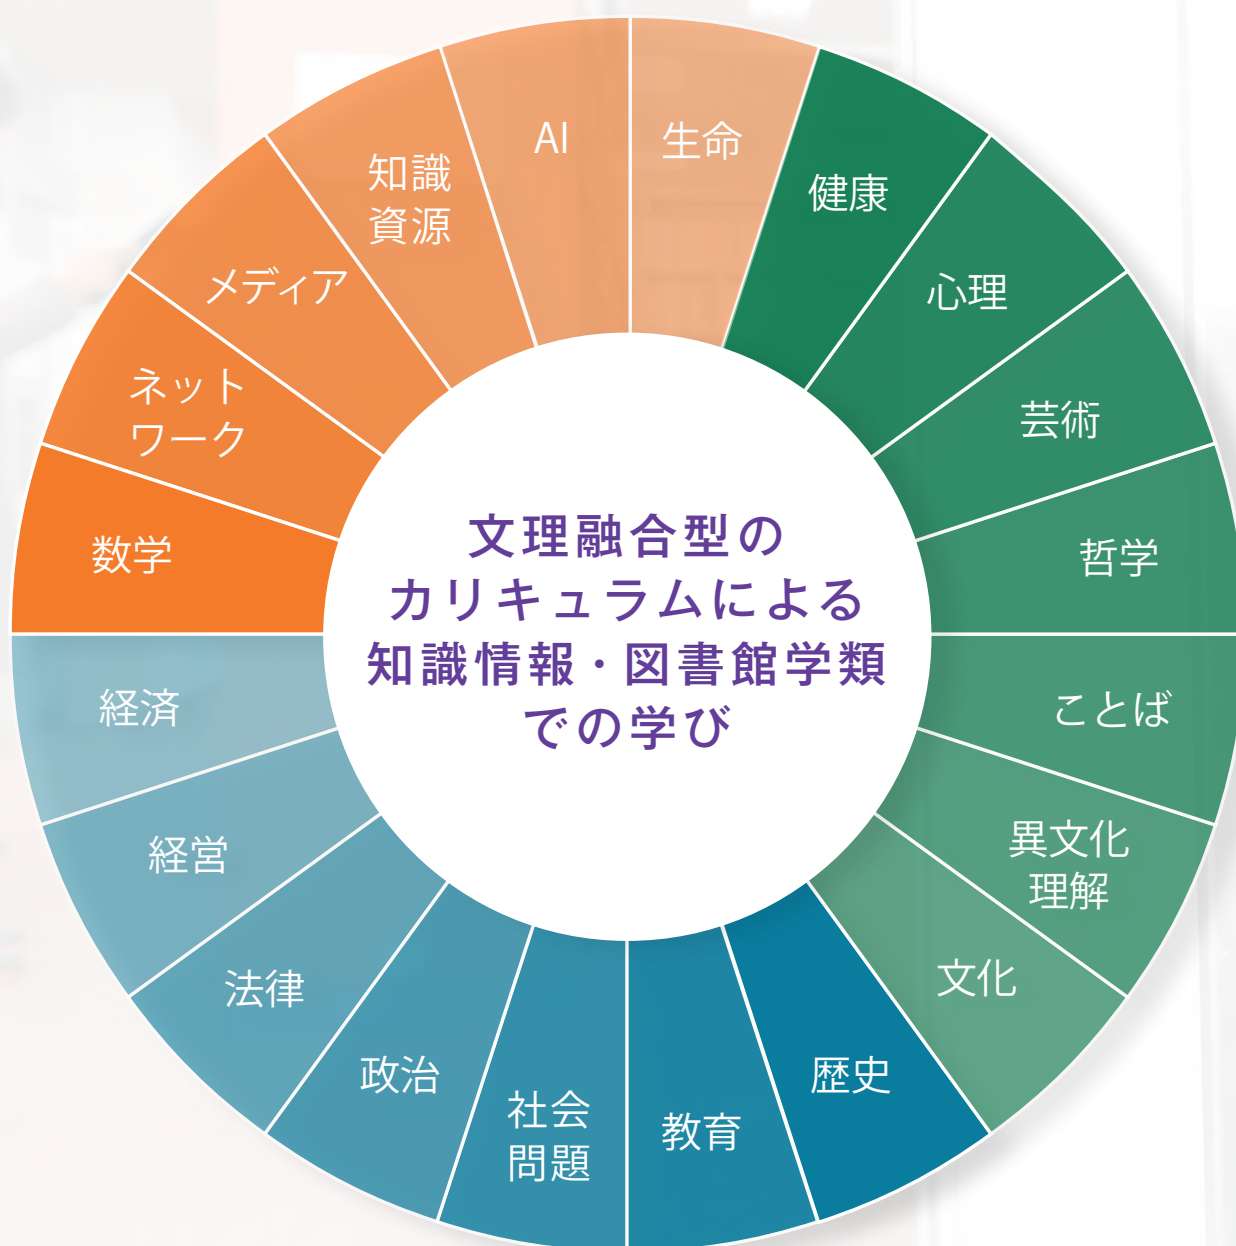 AI
生命
知識
資源
健康
メディア
心理
ネット
ワーク
芸術
数学
哲学
文理融合型の
カリキュラムによる
知識情報・図書館学類
での学び
経済
ことば
経営
異文化
理解
法律
文化
政治
歴史
社会
問題
教育